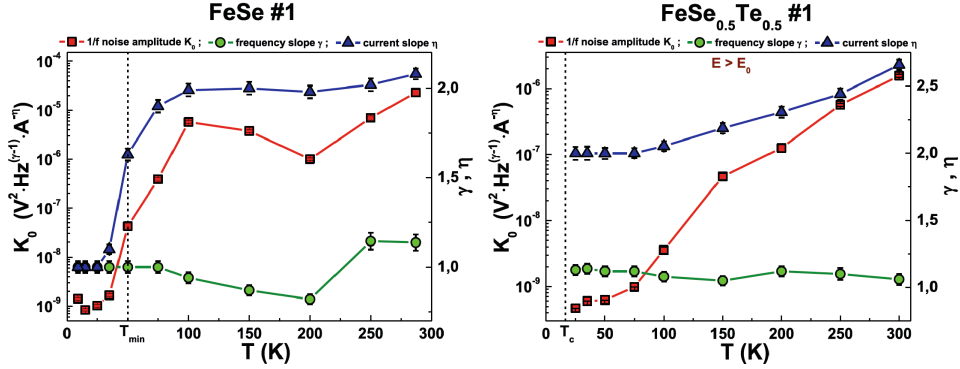 FeSe #1
1/f noise amplitude K₀ ; frequency slope γ ; current slope η
10⁻⁴
10⁻⁵
10⁻⁶
10⁻⁷
10⁻⁸
10⁻⁹
K₀ (V²·Hz^(γ-1)·A^-η)
2,0
1,5
1,0
γ , η
0 50 100 150 200 250 300
T_min
T (K)
FeSe₀.₅Te₀.₅ #1
1/f noise amplitude K₀ ; frequency slope γ ; current slope η
E > E₀
10⁻⁶
10⁻⁷
10⁻⁸
10⁻⁹
K₀ (V²·Hz^(γ-1)·A^-η)
2,5
2,0
1,5
1,0
γ , η
0 50 100 150 200 250 300
T_c
T (K)